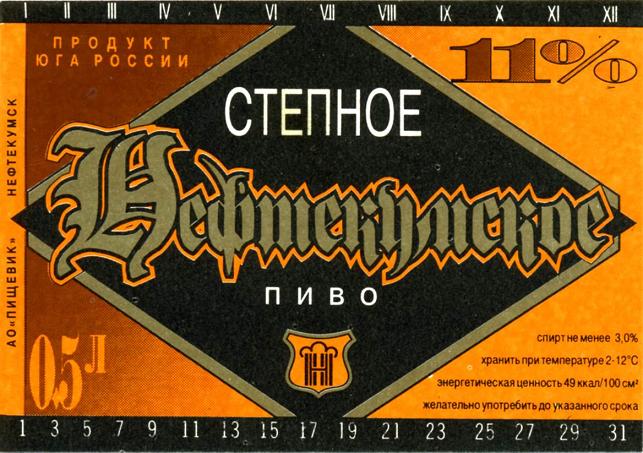 I II III IV V VI VII VIII IX X XI XII
ПРОДУКТ
ЮГА РОССИИ
11%
СТЕПНОЕ
Нефтекумское
ПИВО
АО «ПИЩЕВИК» НЕФТЕКУМСК
0,5 Л
Н
спирт не менее 3,0%
хранить при температуре 2-12°С
энергетическая ценность 49 ккал/100 см³
желательно употребить до указанного срока
1 3 5 7 9 11 13 15 17 19 21 23 25 27 29 31